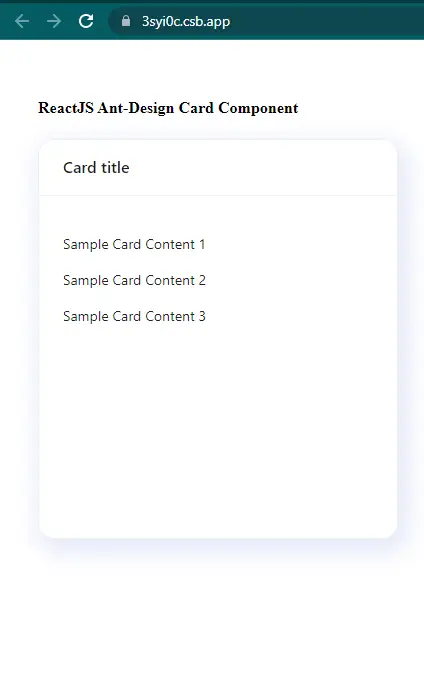 3syi0c.csb.app
ReactJS Ant-Design Card Component
Card title
Sample Card Content 1
Sample Card Content 2
Sample Card Content 3